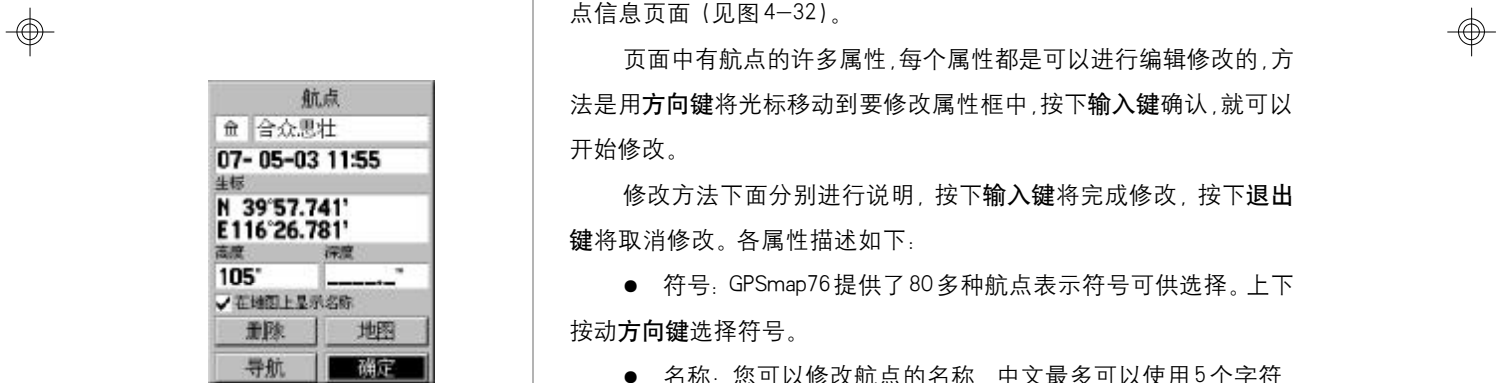 航点
合众思壮
07-05-03 11:55
坐标
N 39°57.741'
E116°26.781'
高度 深度
105" ____._"
在地图上显示名称
删除 地图
导航 确定
点信息页面（见图4-32）。
页面中有航点的许多属性,每个属性都是可以进行编辑修改的,方
法是用方向键将光标移动到要修改属性框中,按下输入键确认,就可以
开始修改。
修改方法下面分别进行说明, 按下输入键将完成修改, 按下退出
键将取消修改。各属性描述如下:
● 符号: GPSmap76提供了80多种航点表示符号可供选择。上下
按动方向键选择符号。
● 名称: 您可以修改航点的名称 中文最多可以使用5个字符